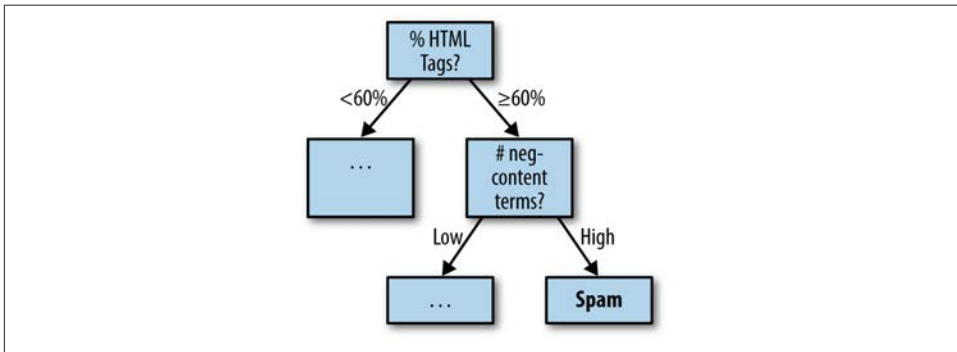 % HTML
Tags?
<60%
≥60%
...
# neg-
content
terms?
Low
High
...
Spam